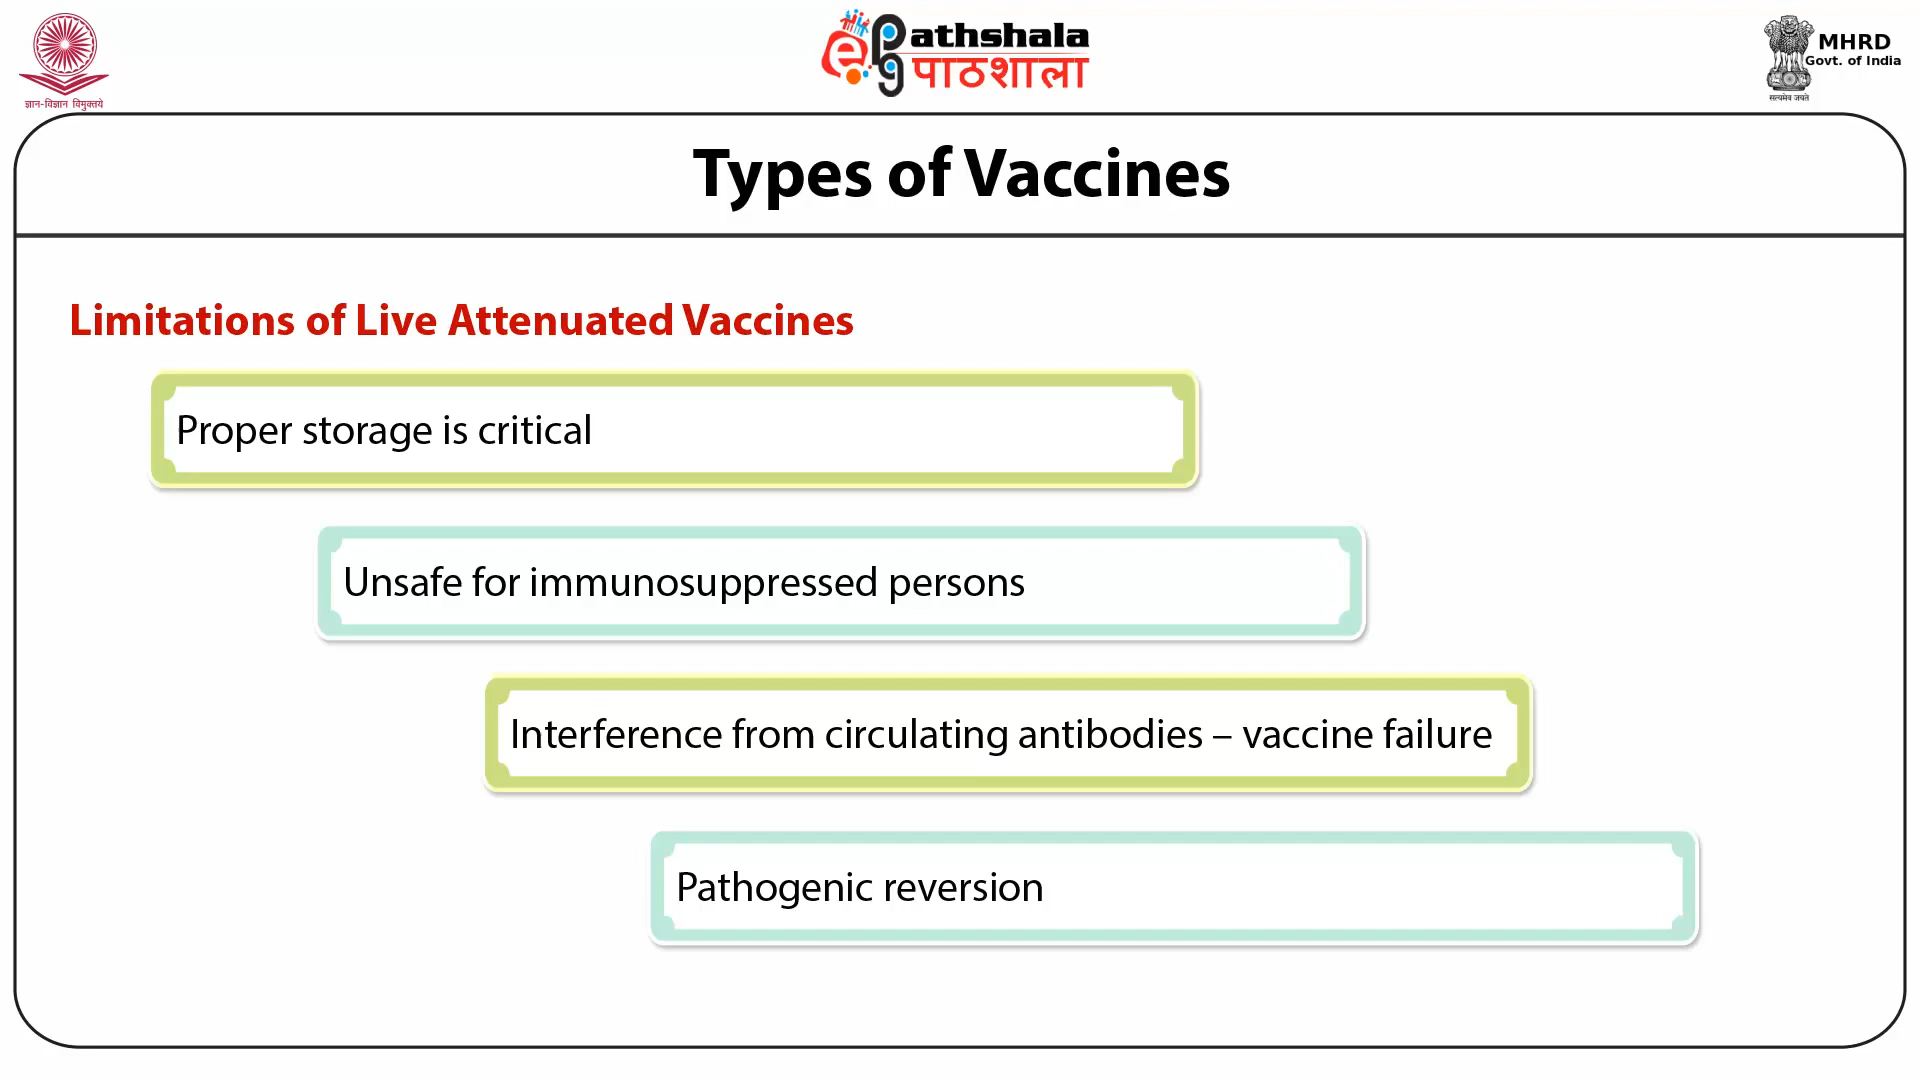 ज्ञान-विज्ञान विमुक्तये
ePathshala
पाठशाला
MHRD
Govt. of India
सत्यमेव जयते
Types of Vaccines
Limitations of Live Attenuated Vaccines
Proper storage is critical
Unsafe for immunosuppressed persons
Interference from circulating antibodies – vaccine failure
Pathogenic reversion